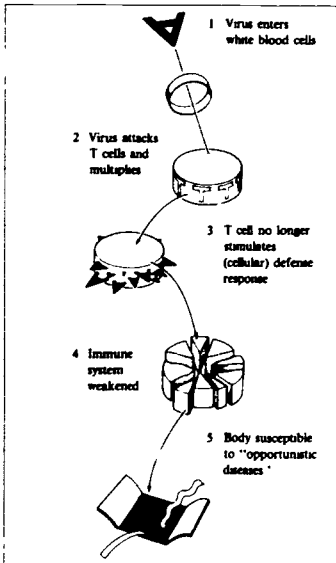 1 Virus enters
white blood cells
2 Virus attacks
T cells and
multiplies
3 T cell no longer
stimulates
(cellular) defense
response
4 Immune
system
weakened
5 Body susceptible
to "opportunistic
diseases '